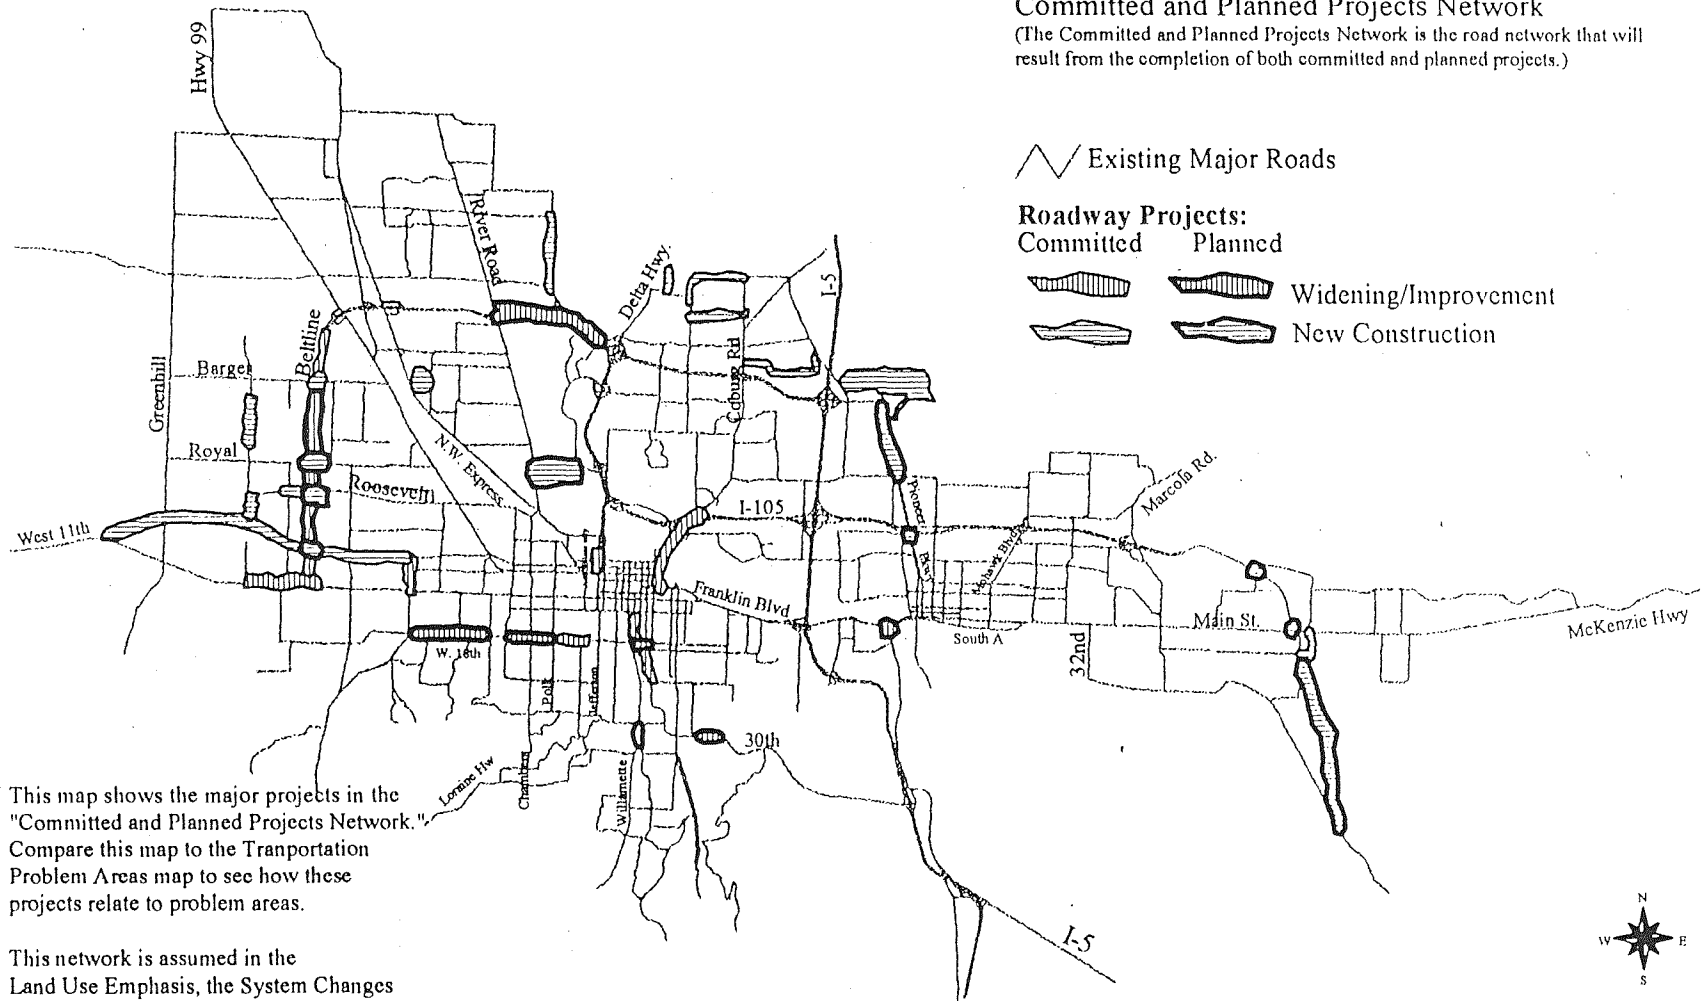 Committed and Planned Projects Network
(The Committed and Planned Projects Network is the road network that will
result from the completion of both committed and planned projects.)
Existing Major Roads
Roadway Projects:
Committed Planned
Widening/Improvement
New Construction
Hwy 99
River Road
Delta Hwy.
I-5
Beltline
Greenhill
Barger
Coburg Rd
Royal
N.W. Express
Roosevelt
Pioneer
Pkwy
Marcola Rd.
West 11th
I-105
Mohawk Blvd
Franklin Blvd
Main St.
McKenzie Hwy
South A
W. 18th
32nd
Polk
Jefferson
30th
Lorane Hw
Chambers
Willamette
I-5
This map shows the major projects in the
"Committed and Planned Projects Network."
Compare this map to the Tranportation
Problem Areas map to see how these
projects relate to problem areas.
This network is assumed in the
Land Use Emphasis, the System Changes
N
W
E
S